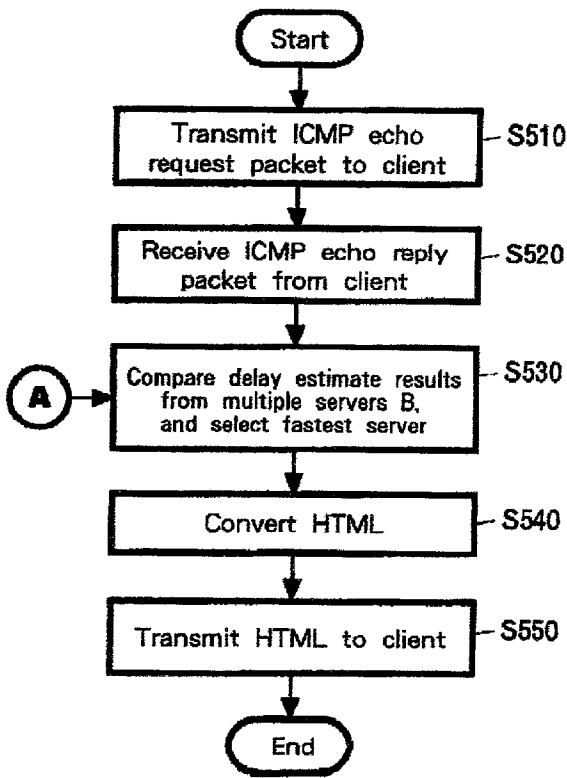 Start
Transmit ICMP echo
request packet to client
S510
Receive ICMP echo reply
packet from client
S520
A
Compare delay estimate results
from multiple servers B,
and select fastest server
S530
Convert HTML
S540
Transmit HTML to client
S550
End